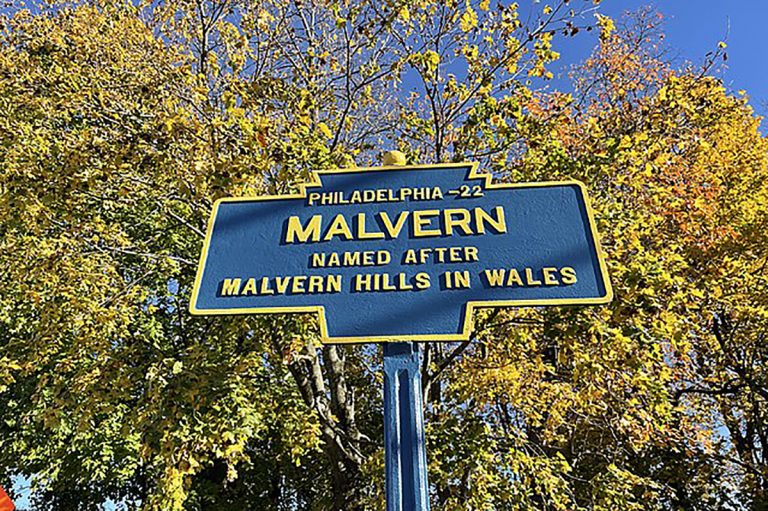 PHILADELPHIA-22
MALVERN
NAMED AFTER
MALVERN HILLS IN WALES